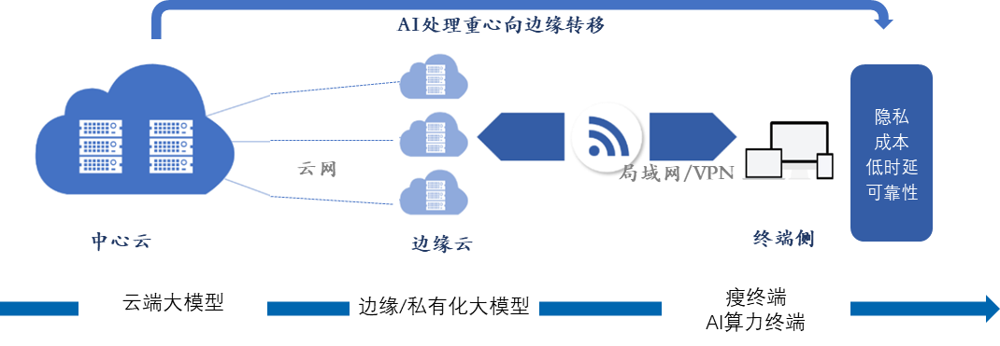 AI处理重心向边缘转移
隐私
成本
低时延
可靠性
云网
局域网/VPN
中心云
边缘云
终端侧
云端大模型
边缘/私有化大模型
瘦终端
AI算力终端